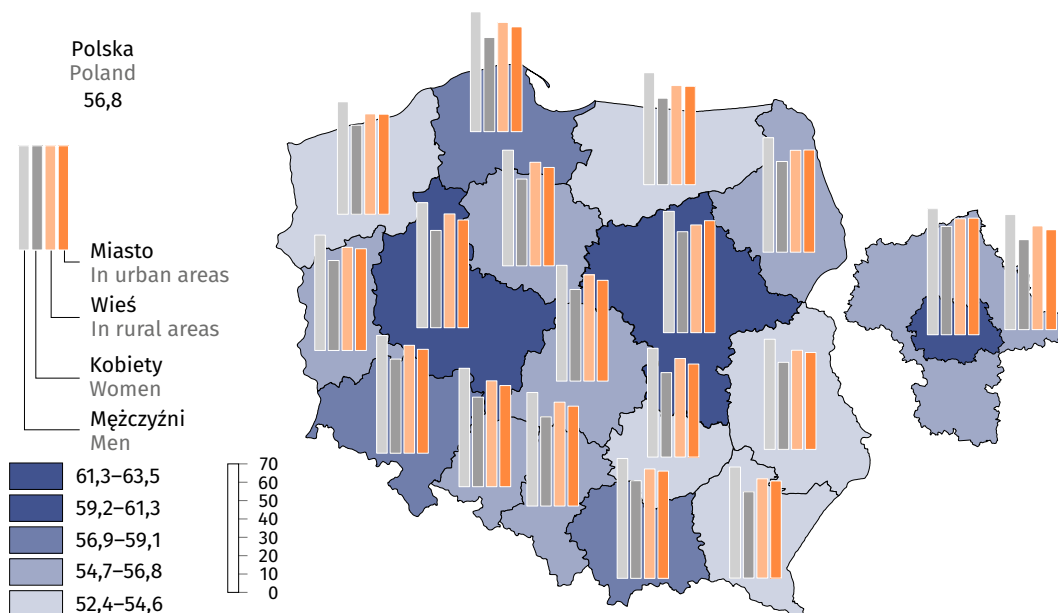 Polska
Poland
56,8
Miasto
In urban areas
Wieś
In rural areas
Kobiety
Women
Mężczyźni
Men
61,3–63,5
59,2–61,3
56,9–59,1
54,7–56,8
52,4–54,6
70
60
50
40
30
20
10
0